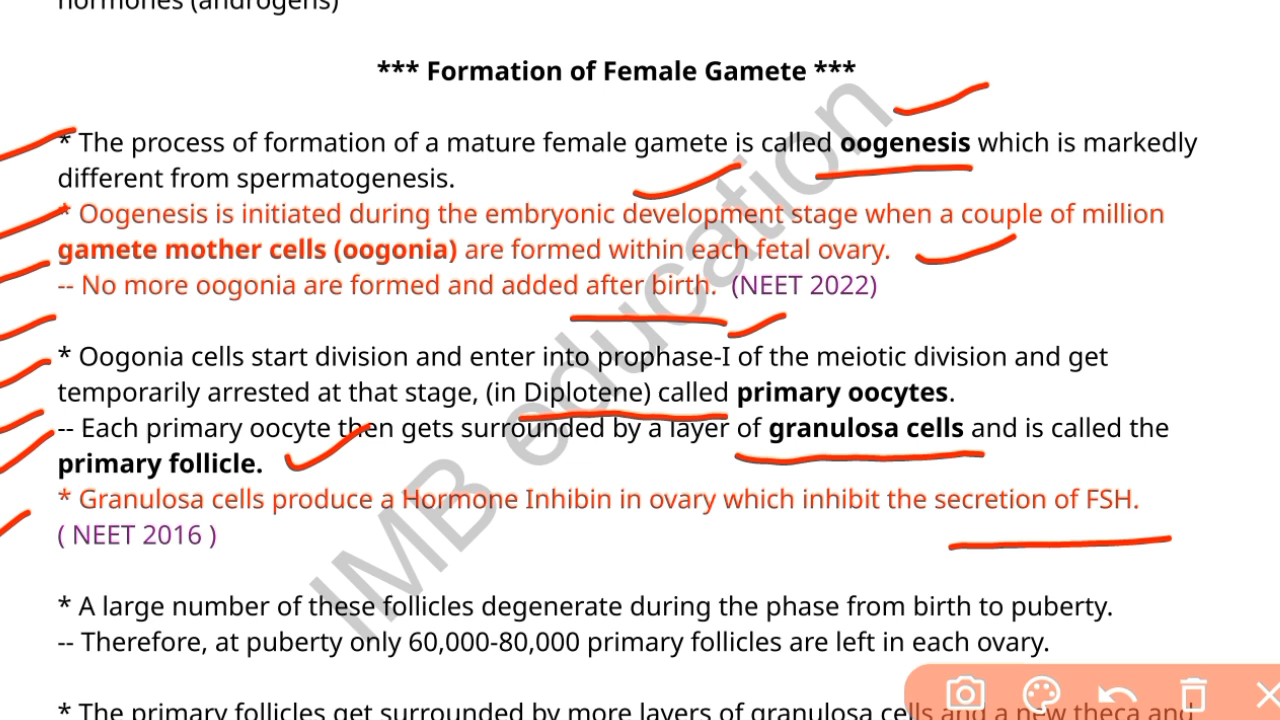 hormones (androgens)
*** Formation of Female Gamete ***
* The process of formation of a mature female gamete is called oogenesis which is markedly
different from spermatogenesis.
* Oogenesis is initiated during the embryonic development stage when a couple of million
gamete mother cells (oogonia) are formed within each fetal ovary.
-- No more oogonia are formed and added after birth. (NEET 2022)
* Oogonia cells start division and enter into prophase-I of the meiotic division and get
temporarily arrested at that stage, (in Diplotene) called primary oocytes.
-- Each primary oocyte then gets surrounded by a layer of granulosa cells and is called the
primary follicle.
* Granulosa cells produce a Hormone Inhibin in ovary which inhibit the secretion of FSH.
( NEET 2016 )
* A large number of these follicles degenerate during the phase from birth to puberty.
-- Therefore, at puberty only 60,000-80,000 primary follicles are left in each ovary.
* The primary follicles get surrounded by more layers of granulosa cells and a new theca and
IMB education